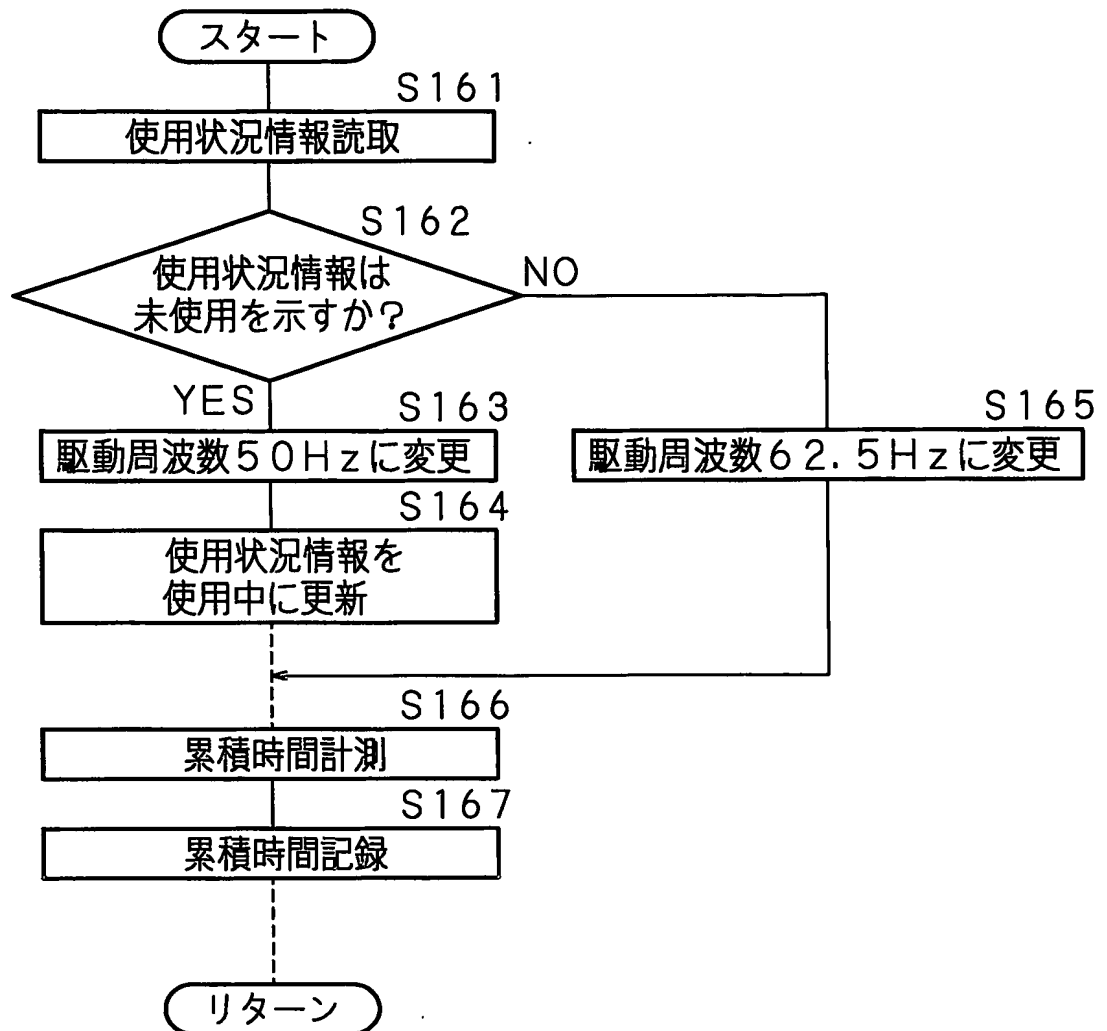 スタート
S161
使用状況情報読取
S162
使用状況情報は
未使用を示すか?
NO
YES
S163
駆動周波数50Hzに変更
S165
駆動周波数62.5Hzに変更
S164
使用状況情報を
使用中に更新
S166
累積時間計測
S167
累積時間記録
リターン